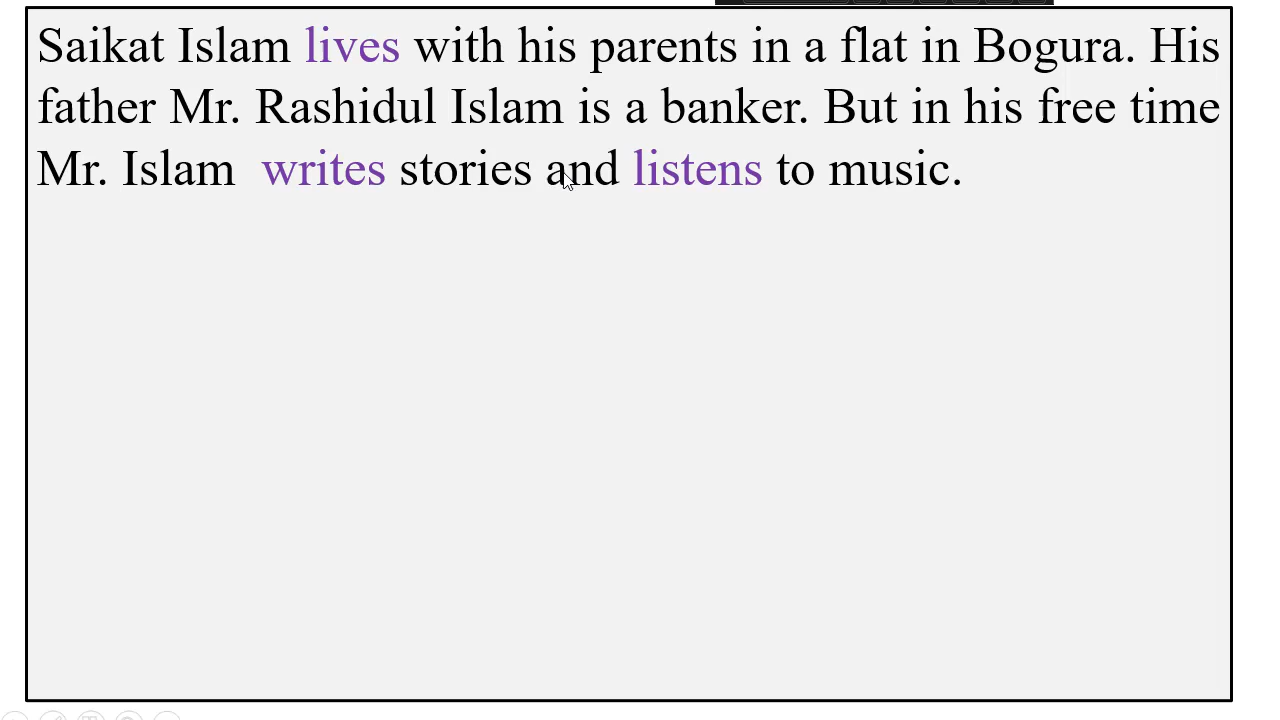 Saikat Islam lives with his parents in a flat in Bogura. His
father Mr. Rashidul Islam is a banker. But in his free time
Mr. Islam  writes stories and listens to music.